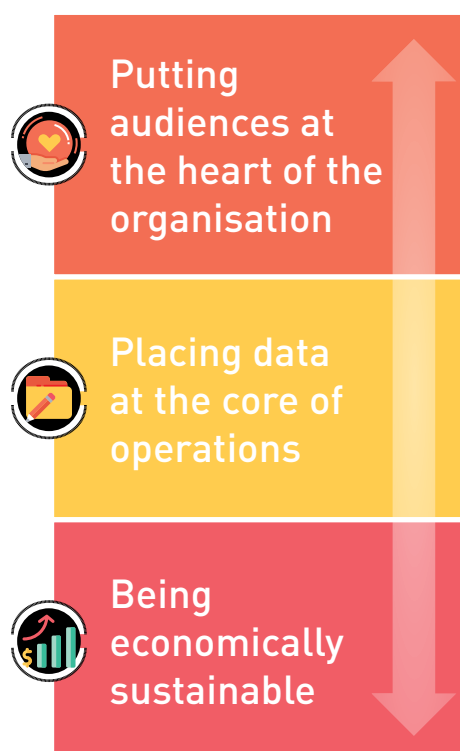 Putting
audiences at
the heart of the
organisation
Placing data
at the core of
operations
Being
economically
sustainable
$